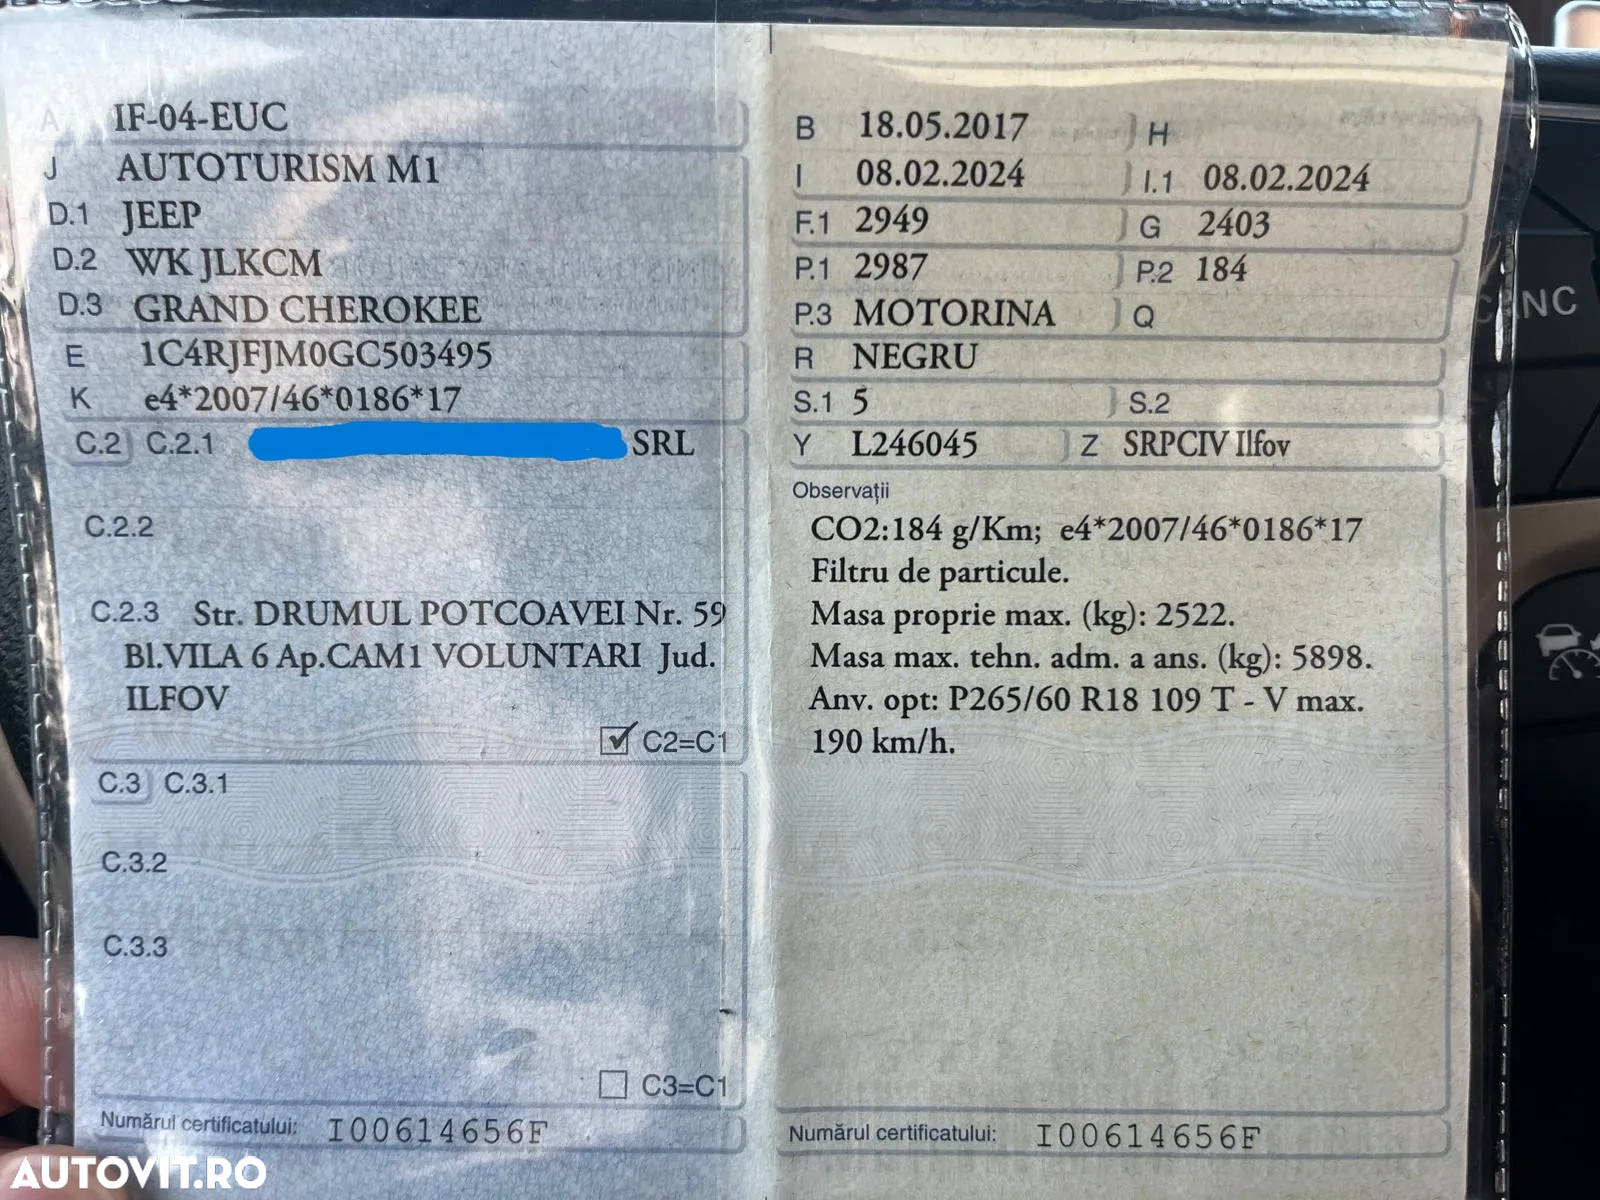 A IF-04-EUC
J AUTOTURISM M1
D.1 JEEP
D.2 WK JLKCM
D.3 GRAND CHEROKEE
E 1C4RJFJM0GC503495
K e4*2007/46*0186*17
C.2 C.2.1 SRL
C.2.2
C.2.3 Str. DRUMUL POTCOAVEI Nr. 59
Bl.VILA 6 Ap.CAM1 VOLUNTARI Jud.
ILFOV
C2=C1
C.3 C.3.1
C.3.2
C.3.3
C3=C1
Numărul certificatului: I00614656F
B 18.05.2017 H
I 08.02.2024 I.1 08.02.2024
F.1 2949 G 2403
P.1 2987 P.2 184
P.3 MOTORINA Q
R NEGRU
S.1 5 S.2
Y L246045 Z SRPCIV Ilfov
Observații
CO2:184 g/Km; e4*2007/46*0186*17
Filtru de particule.
Masa proprie max. (kg): 2522.
Masa max. tehn. adm. a ans. (kg): 5898.
Anv. opt: P265/60 R18 109 T - V max.
190 km/h.
Numărul certificatului: I00614656F
AUTOVIT.RO